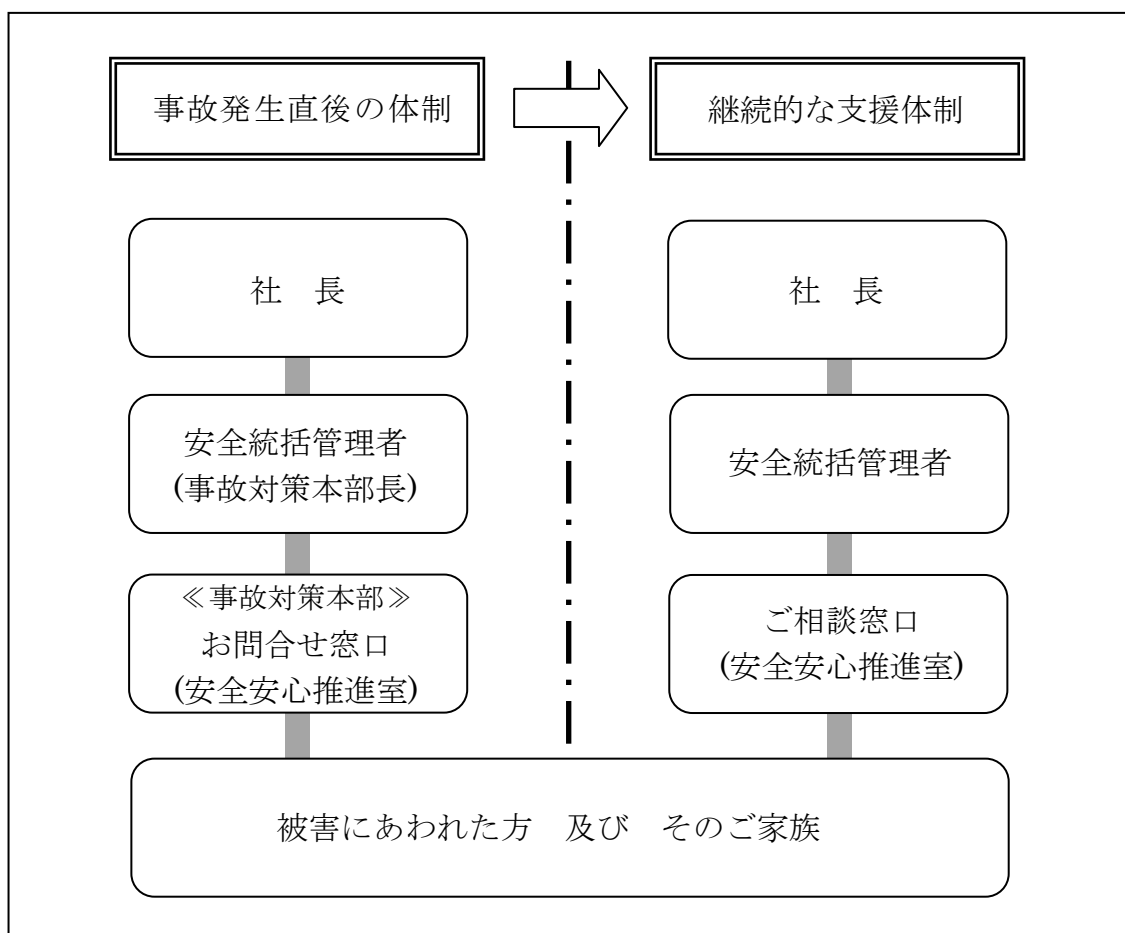 事故発生直後の体制
継続的な支援体制
社　長
安全統括管理者
(事故対策本部長)
≪事故対策本部≫
お問合せ窓口
(安全安心推進室)
社　長
安全統括管理者
ご相談窓口
(安全安心推進室)
被害にあわれた方　及び　そのご家族